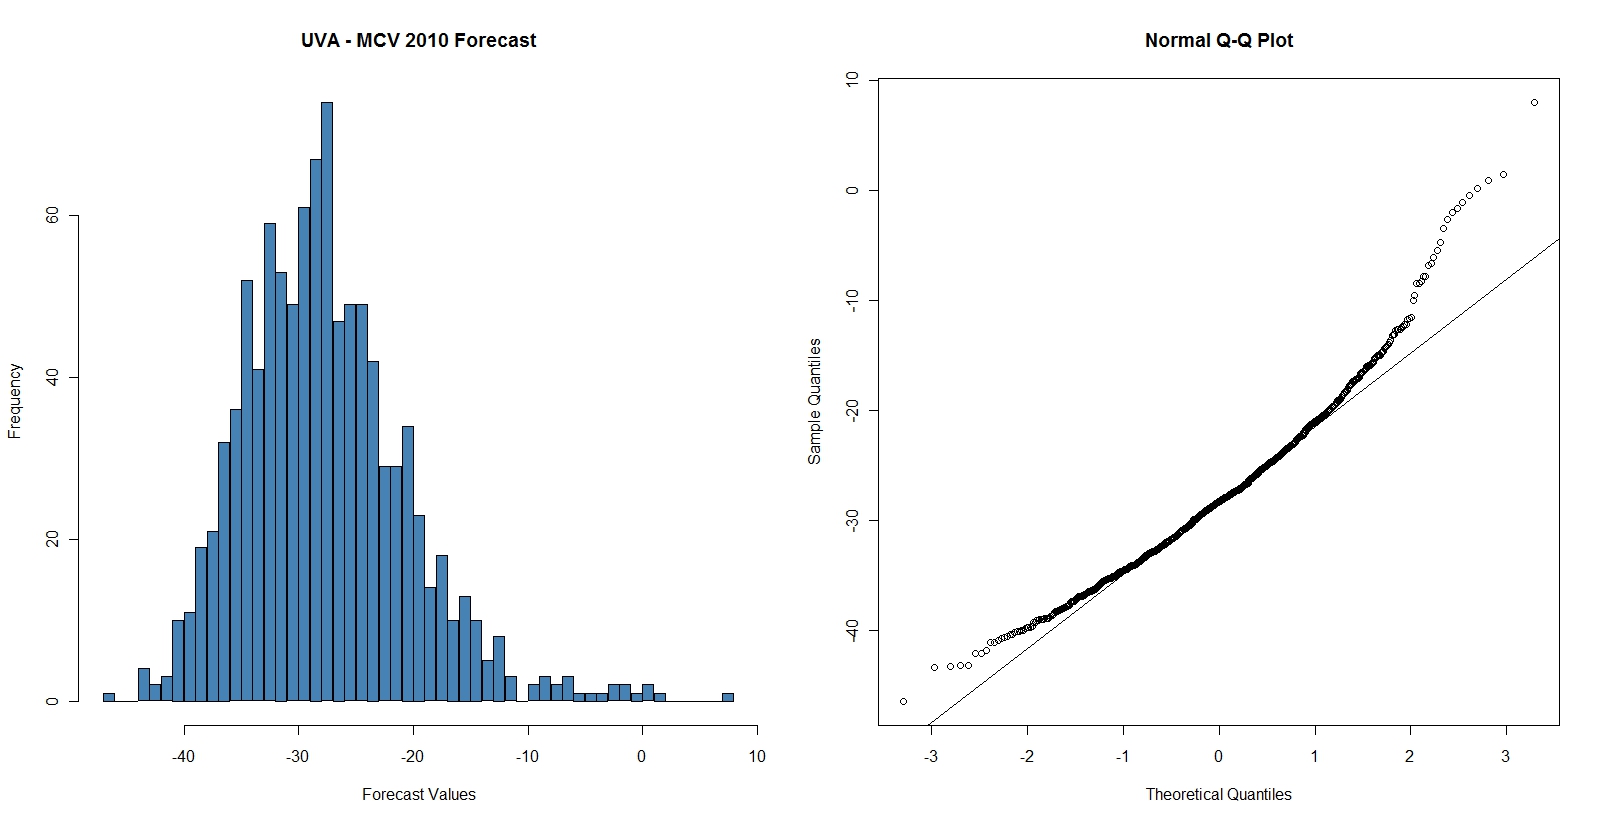 UVA - MCV 2010 Forecast
Frequency
60
40
20
0
-40 -30 -20 -10 0 10
Forecast Values
Normal Q-Q Plot
Sample Quantiles
10
0
-10
-20
-30
-40
-3 -2 -1 0 1 2 3
Theoretical Quantiles